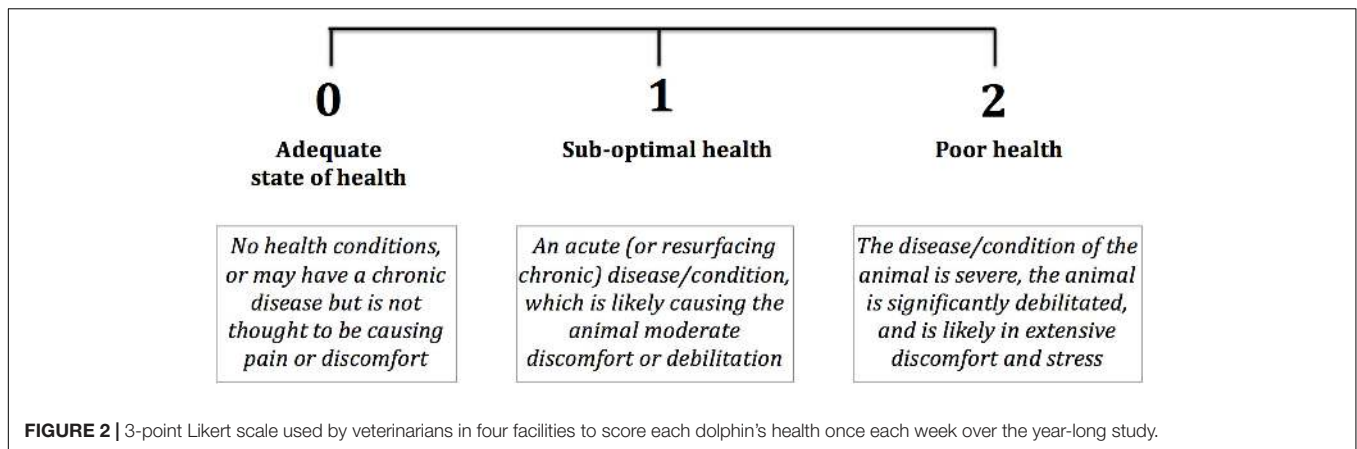 0
1
2
Adequate
state of health
Sub-optimal health
Poor health
No health conditions,
or may have a chronic
disease but is not
thought to be causing
pain or discomfort
An acute (or resurfacing
chronic) disease/condition,
which is likely causing the
animal moderate
discomfort or debilitation
The disease/condition of the
animal is severe, the animal
is significantly debilitated,
and is likely in extensive
discomfort and stress
FIGURE 2 | 3-point Likert scale used by veterinarians in four facilities to score each dolphin's health once each week over the year-long study.